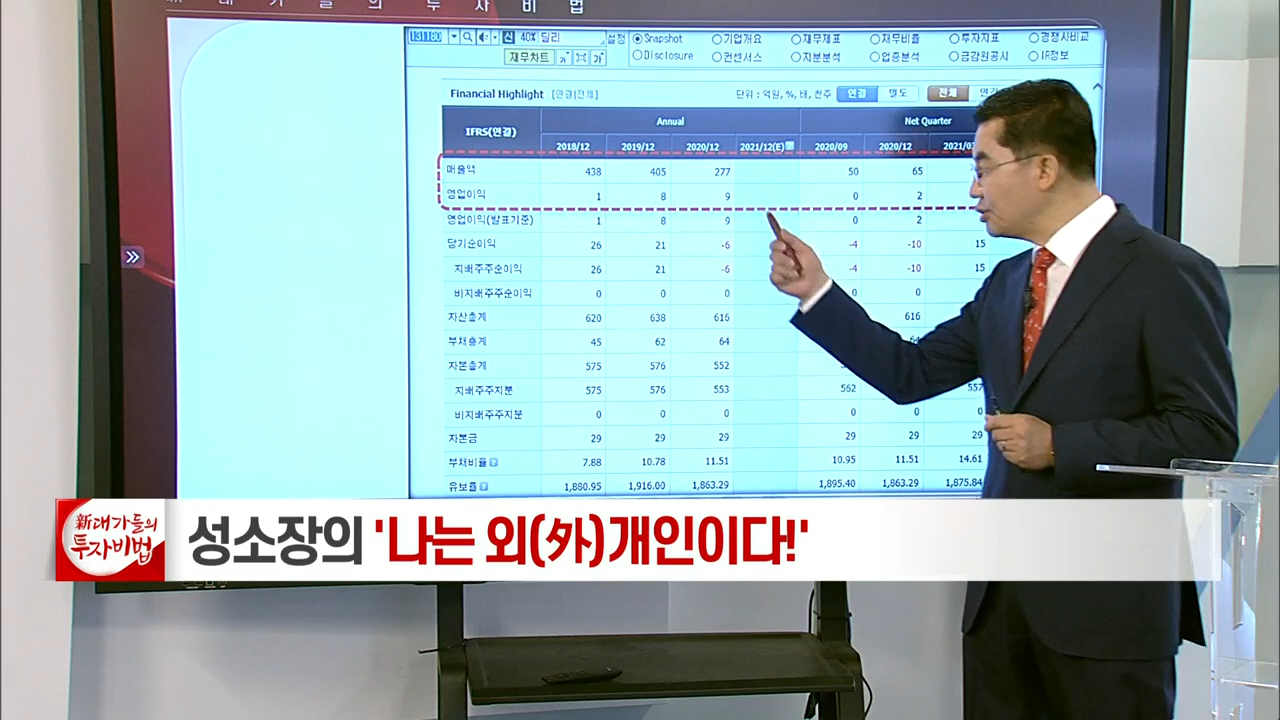 新 대 가 들 의 투 자 비 법
131180 신 40% 딜리 설정 Snapshot 기업개요 재무제표 재무비율 투자지표 경쟁사비교
재무차트 Disclosure 컨센서스 지분분석 업종분석 금감원공시 IR정보
Financial Highlight [연결|전체] 단위 : 억원, %, 배, 천주 연결 별도 전체
IFRS(연결) Annual Net Quarter
2018/12 2019/12 2020/12 2021/12(E) 2020/09 2020/12 2021/03
매출액 438 405 277 50 65
영업이익 1 8 9 0 2
영업이익(발표기준) 1 8 9 0 2
당기순이익 26 21 -6 -4 -10 15
지배주주순이익 26 21 -6 -4 -10 15
비지배주주순이익 0 0 0 0 0 0
자산총계 620 638 616 616
부채총계 45 62 64 64
자본총계 575 576 552
지배주주지분 575 576 553 562 557
비지배주주지분 0 0 0 0 0 0
자본금 29 29 29 29 29 29
부채비율 7.88 10.78 11.51 10.95 11.51 14.61
유보율 1,880.95 1,916.00 1,863.29 1,895.40 1,863.29 1,875.84
新대가들의
투자비법
성소장의 '나는 외(外)개인이다!'